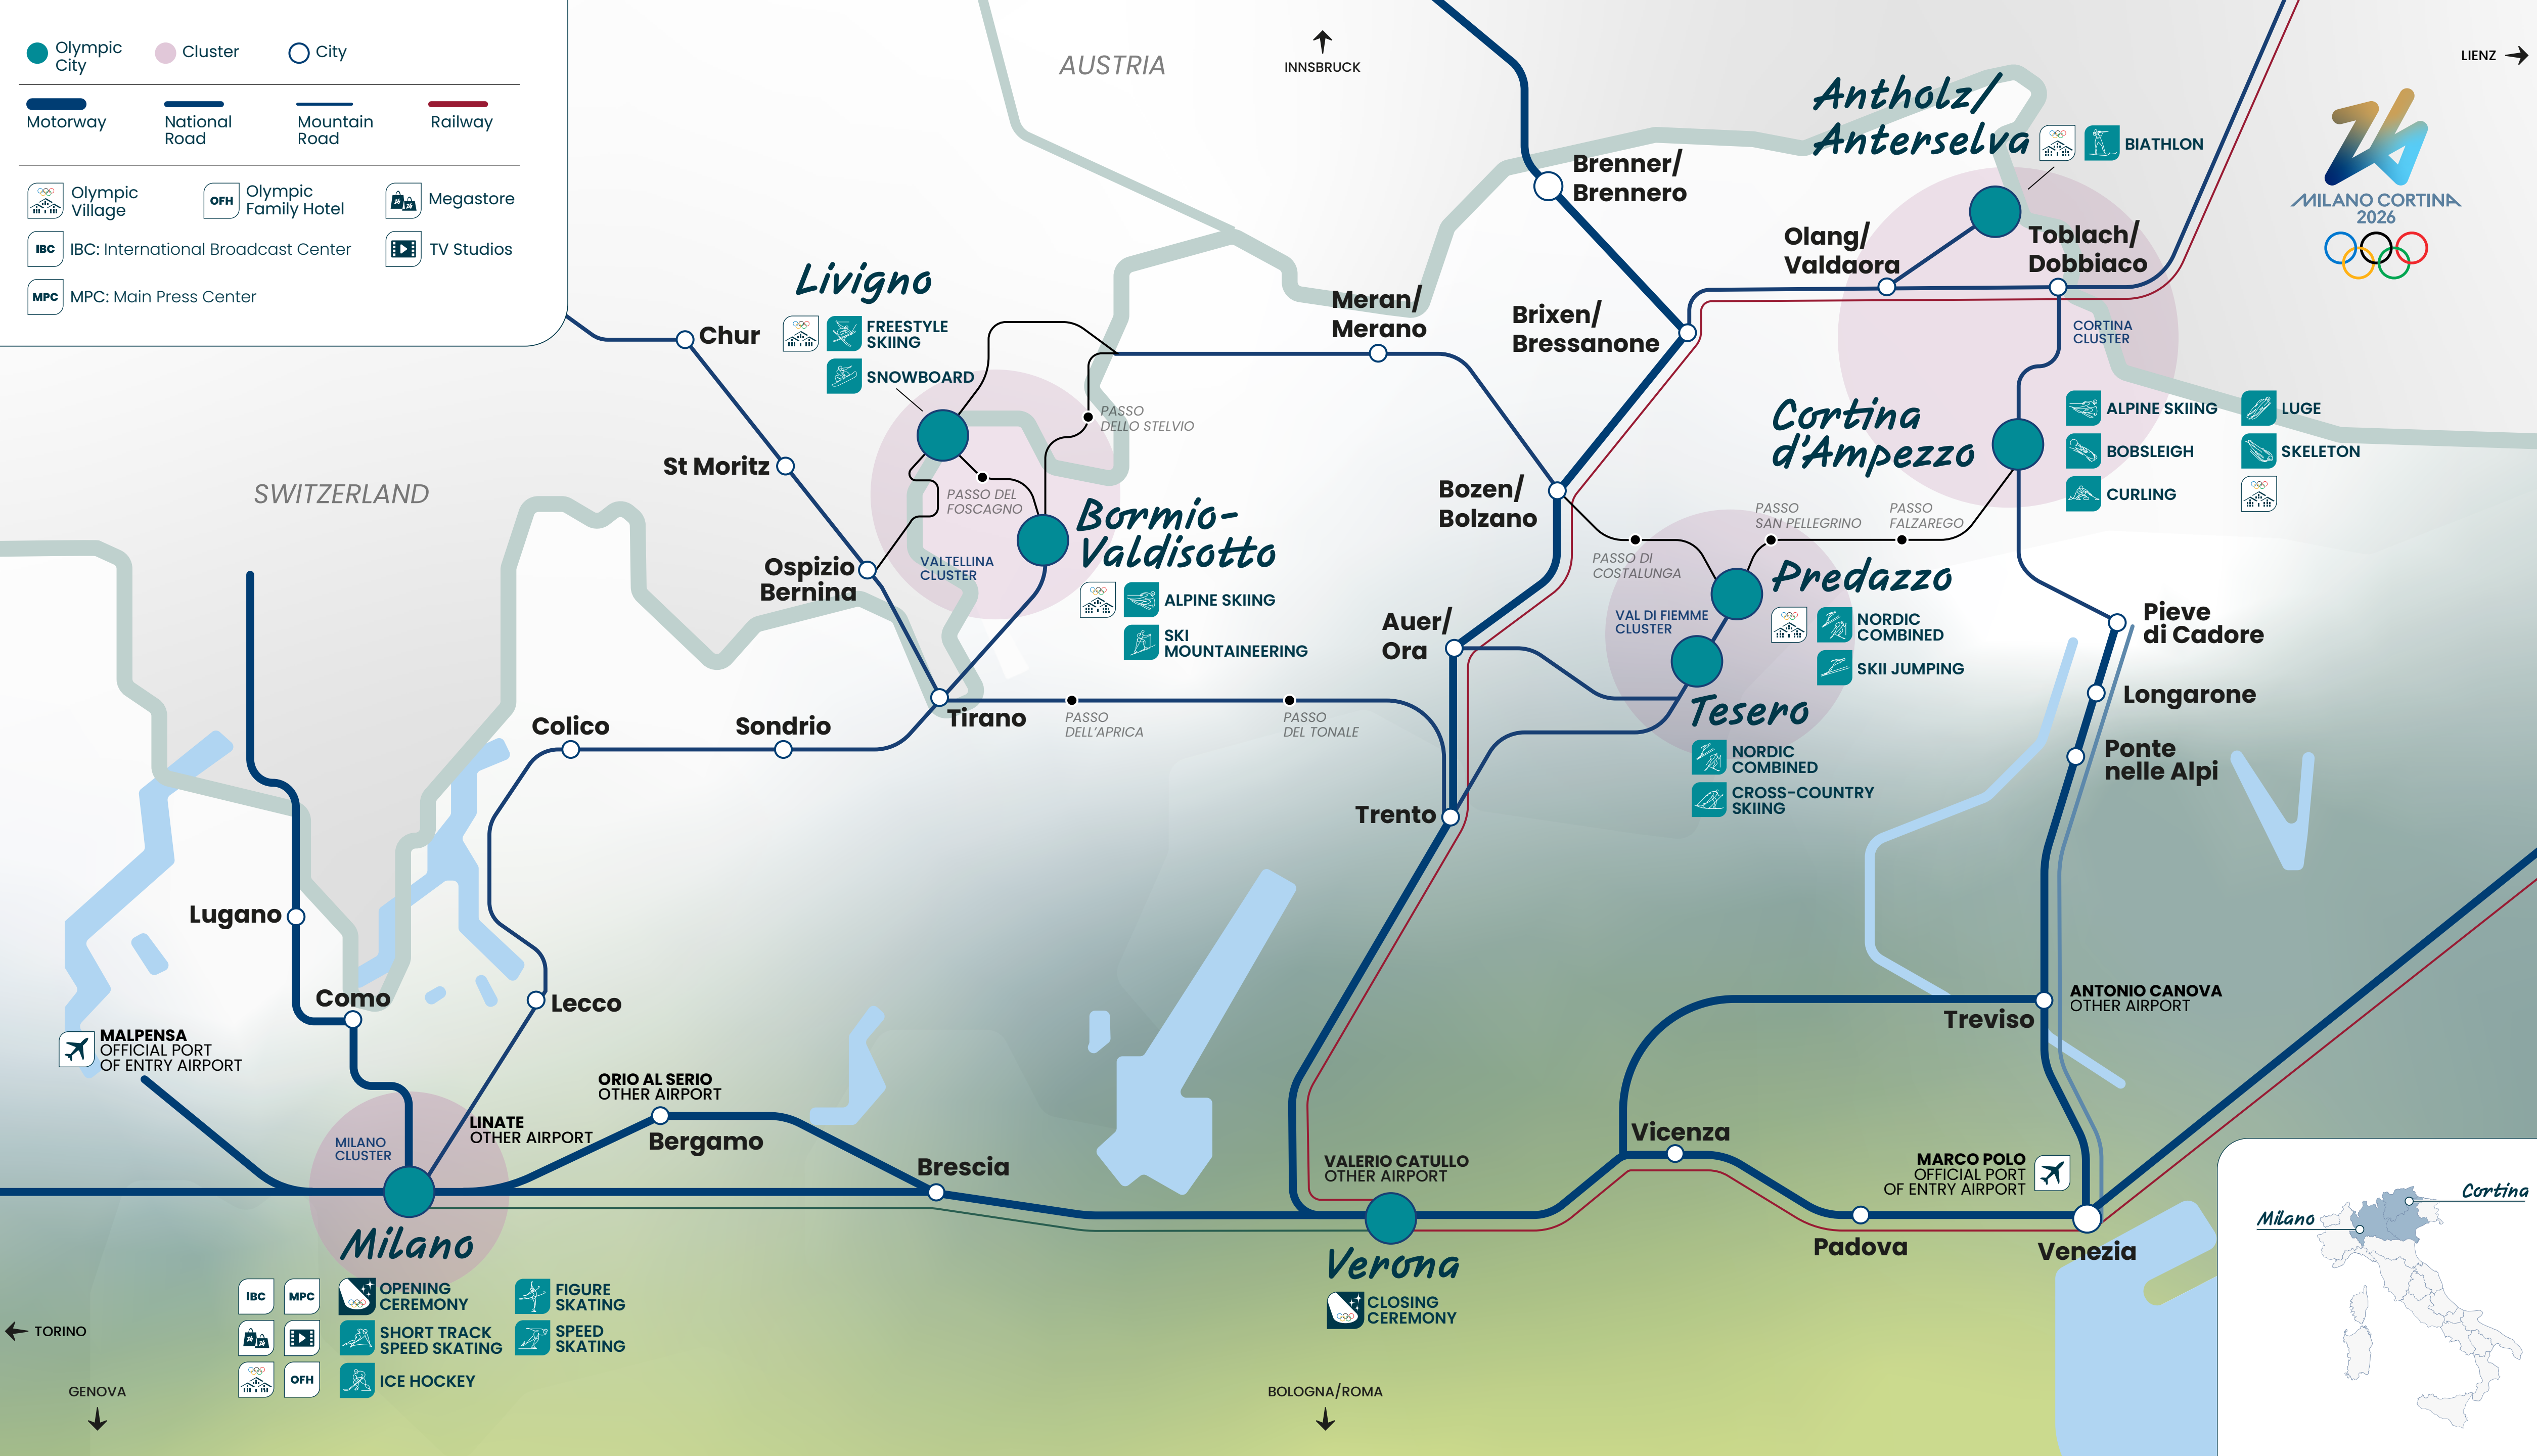 Olympic
City
Cluster
City
Motorway
National
Road
Mountain
Road
Railway
Olympic
Village
OFH
Olympic
Family Hotel
Megastore
IBC
IBC: International Broadcast Center
TV Studios
MPC
MPC: Main Press Center
AUSTRIA
INNSBRUCK
LIENZ
MILANO CORTINA
2026
Antholz/
Anterselva
BIATHLON
Brenner/
Brennero
Olang/
Valdaora
Toblach/
Dobbiaco
CORTINA
CLUSTER
Livigno
FREESTYLE
SKIING
SNOWBOARD
Chur
Meran/
Merano
Brixen/
Bressanone
PASSO
DELLO STELVIO
St Moritz
SWITZERLAND
PASSO DEL
FOSCAGNO
Bormio-
Valdisotto
VALTELLINA
CLUSTER
ALPINE SKIING
SKI
MOUNTAINEERING
Ospizio
Bernina
Bozen/
Bolzano
Cortina
d'Ampezzo
ALPINE SKIING
LUGE
BOBSLEIGH
SKELETON
CURLING
PASSO
SAN PELLEGRINO
PASSO
FALZAREGO
PASSO DI
COSTALUNGA
Predazzo
VAL DI FIEMME
CLUSTER
NORDIC
COMBINED
SKII JUMPING
Auer/
Ora
Pieve
di Cadore
Longarone
Ponte
nelle Alpi
Tesero
NORDIC
COMBINED
CROSS-COUNTRY
SKIING
Colico
Sondrio
Tirano
PASSO
DELL'APRICA
PASSO
DEL TONALE
Trento
Lugano
Como
Lecco
MALPENSA
OFFICIAL PORT
OF ENTRY AIRPORT
ANTONIO CANOVA
OTHER AIRPORT
Treviso
ORIO AL SERIO
OTHER AIRPORT
Bergamo
LINATE
OTHER AIRPORT
MILANO
CLUSTER
Brescia
VALERIO CATULLO
OTHER AIRPORT
Vicenza
MARCO POLO
OFFICIAL PORT
OF ENTRY AIRPORT
Padova
Venezia
Milano
IBC
MPC
OPENING
CEREMONY
FIGURE
SKATING
SHORT TRACK
SPEED SKATING
SPEED
SKATING
OFH
ICE HOCKEY
Verona
CLOSING
CEREMONY
TORINO
GENOVA
BOLOGNA/ROMA
Cortina
Milano